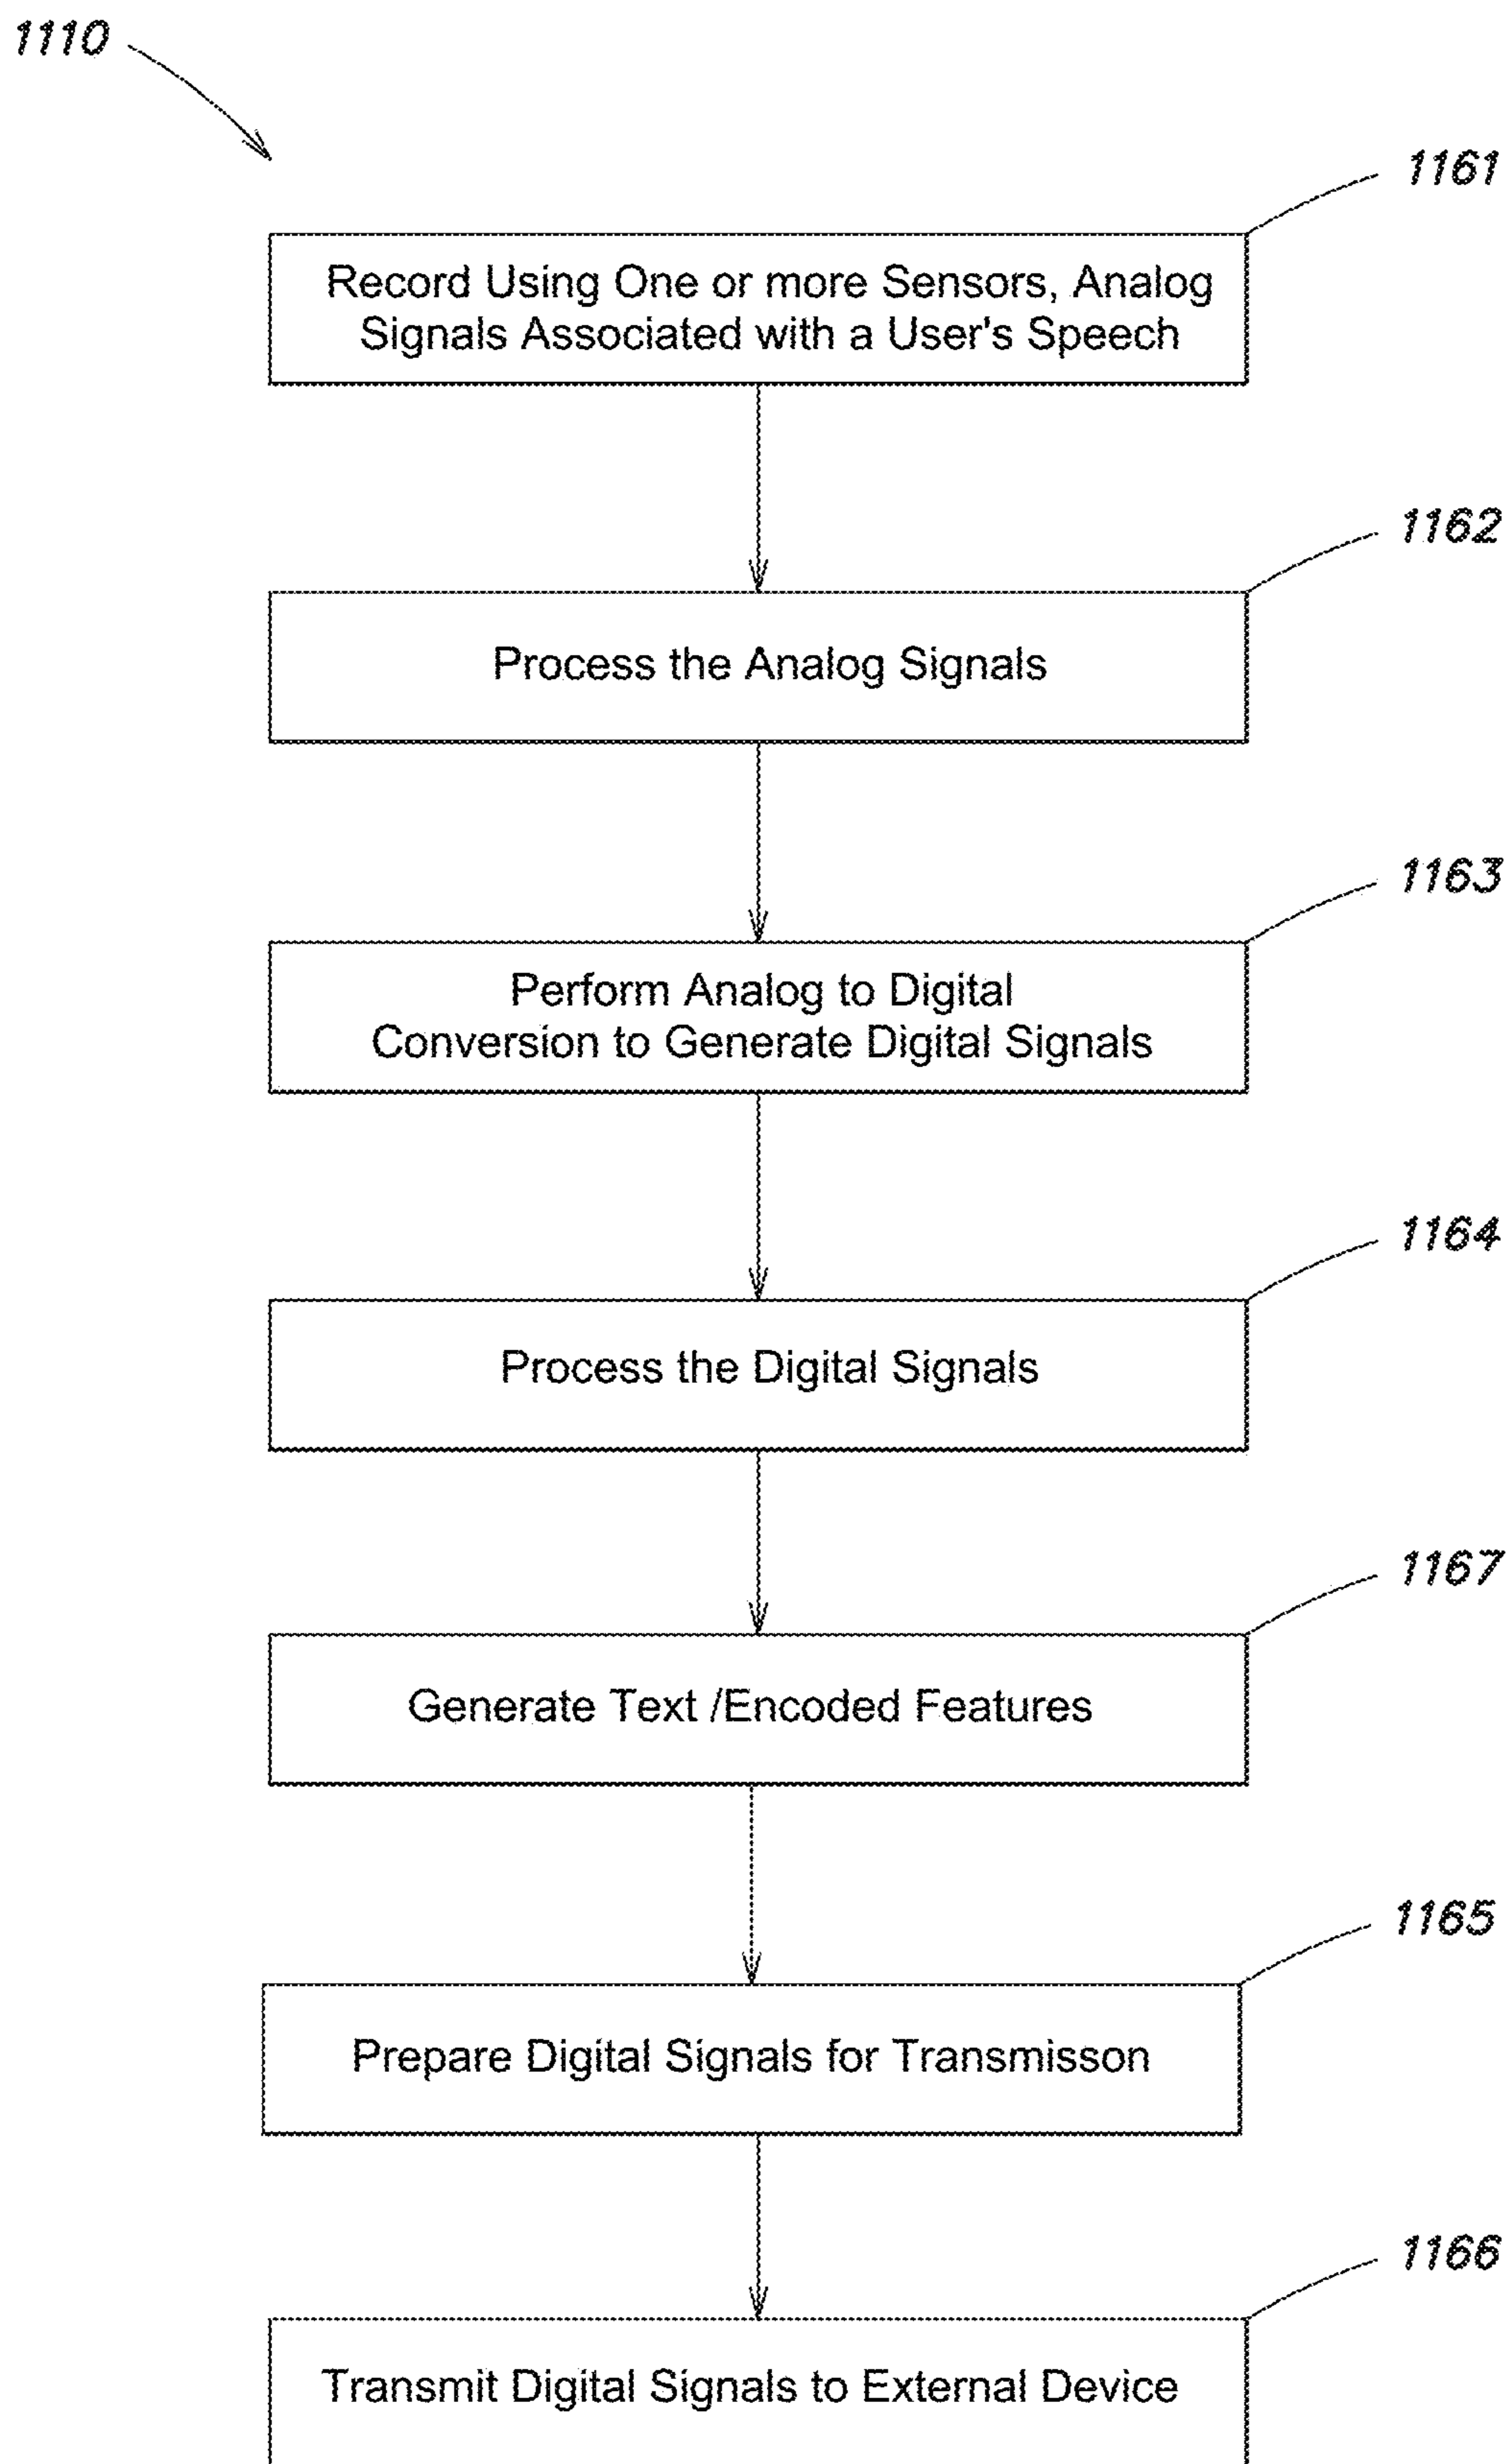 1110
1161
Record Using One or more Sensors, Analog
Signals Associated with a User's Speech
1162
Process the Analog Signals
1163
Perform Analog to Digital
Conversion to Generate Digital Signals
1164
Process the Digital Signals
1167
Generate Text /Encoded Features
1165
Prepare Digital Signals for Transmisson
1166
Transmit Digital Signals to External Device